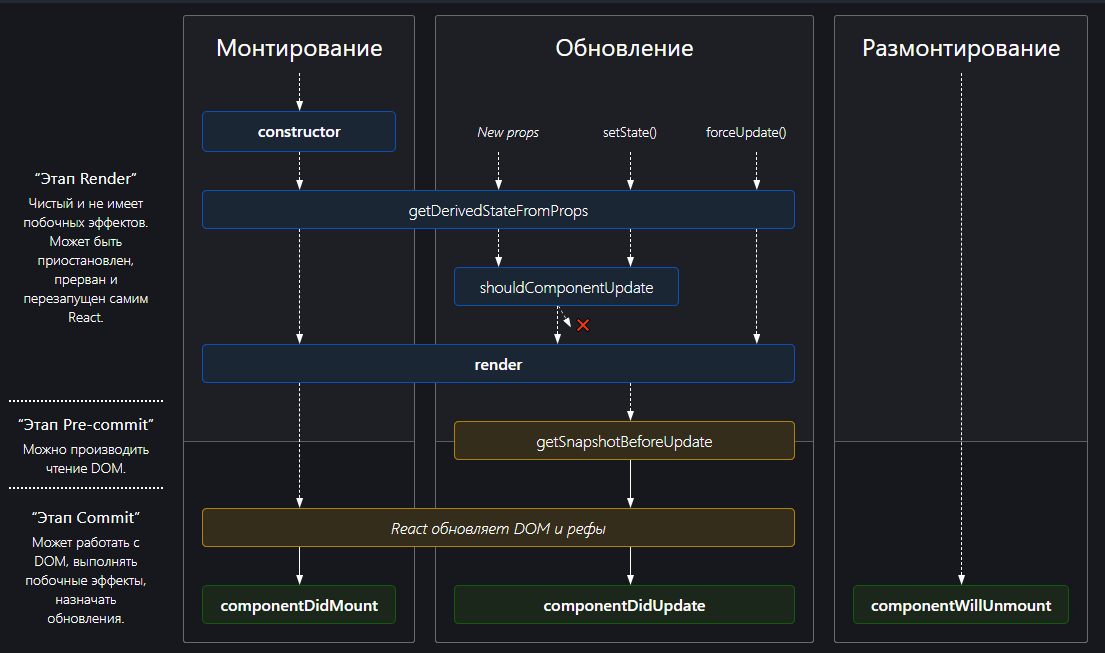 Монтирование
Обновление
Размонтирование
constructor
New props
setState()
forceUpdate()
“Этап Render”
Чистый и не имеет
побочных эффектов.
Может быть
приостановлен,
прерван и
перезапущен самим
React.
getDerivedStateFromProps
shouldComponentUpdate
render
“Этап Pre-commit”
Можно производить
чтение DOM.
getSnapshotBeforeUpdate
“Этап Commit”
Может работать с
DOM, выполнять
побочные эффекты,
назначать
обновления.
React обновляет DOM и рефы
componentDidMount
componentDidUpdate
componentWillUnmount